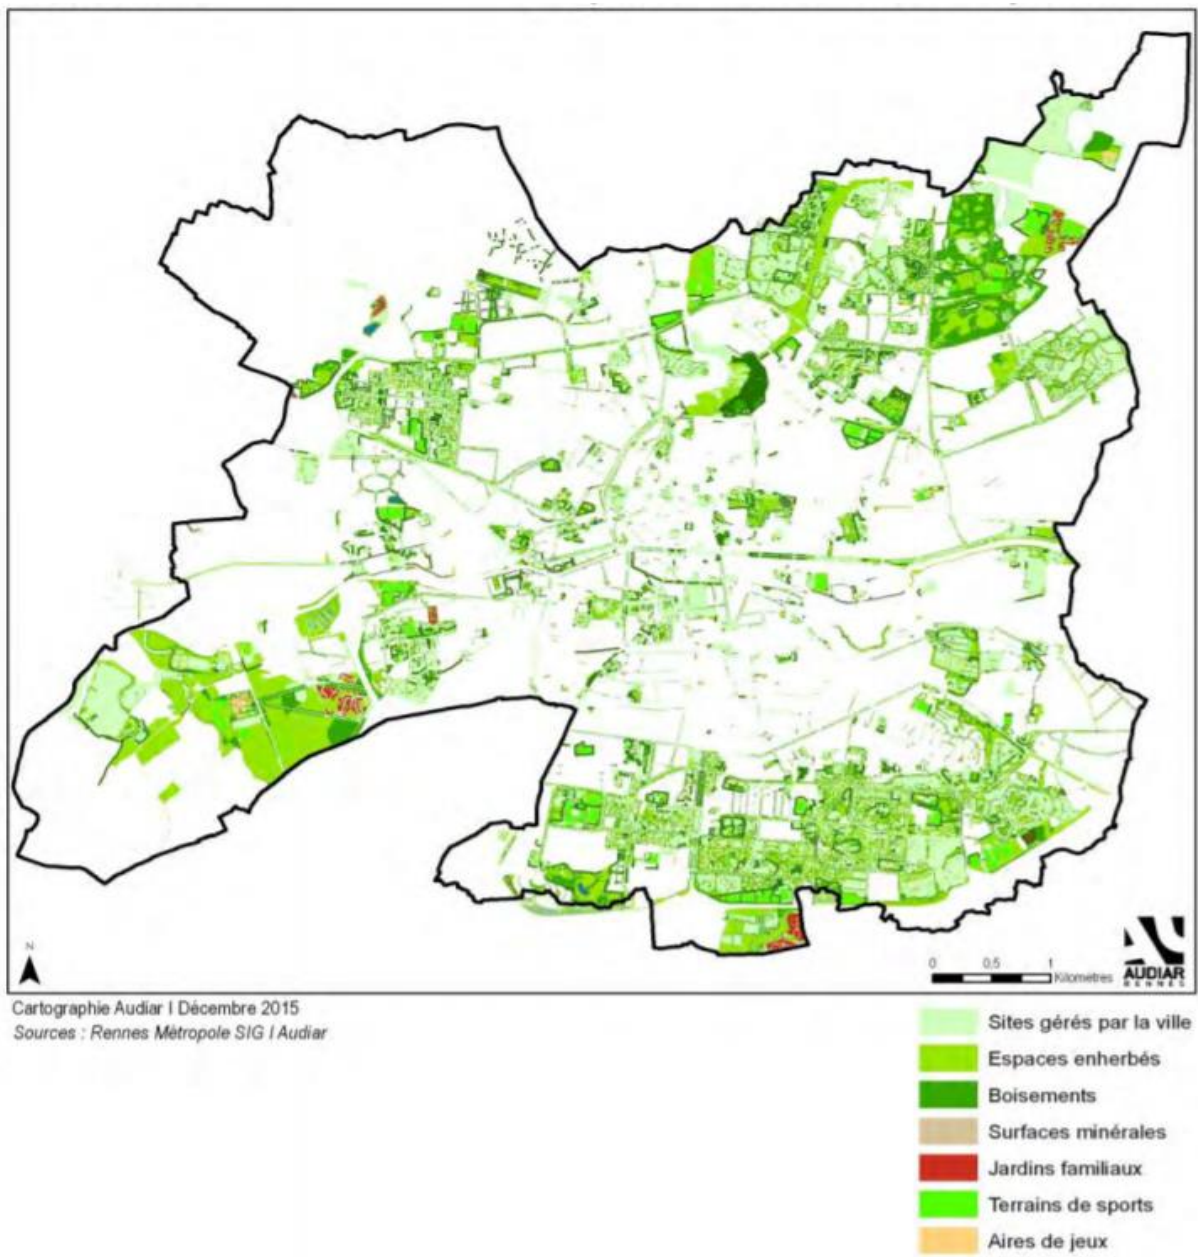 N
0 0.5 1
Kilomètres
AUDIAR
RENNES
Cartographie Audiar I Décembre 2015
Sources : Rennes Métropole SIG I Audiar
Sites gérés par la ville
Espaces enherbés
Boisements
Surfaces minérales
Jardins familiaux
Terrains de sports
Aires de jeux